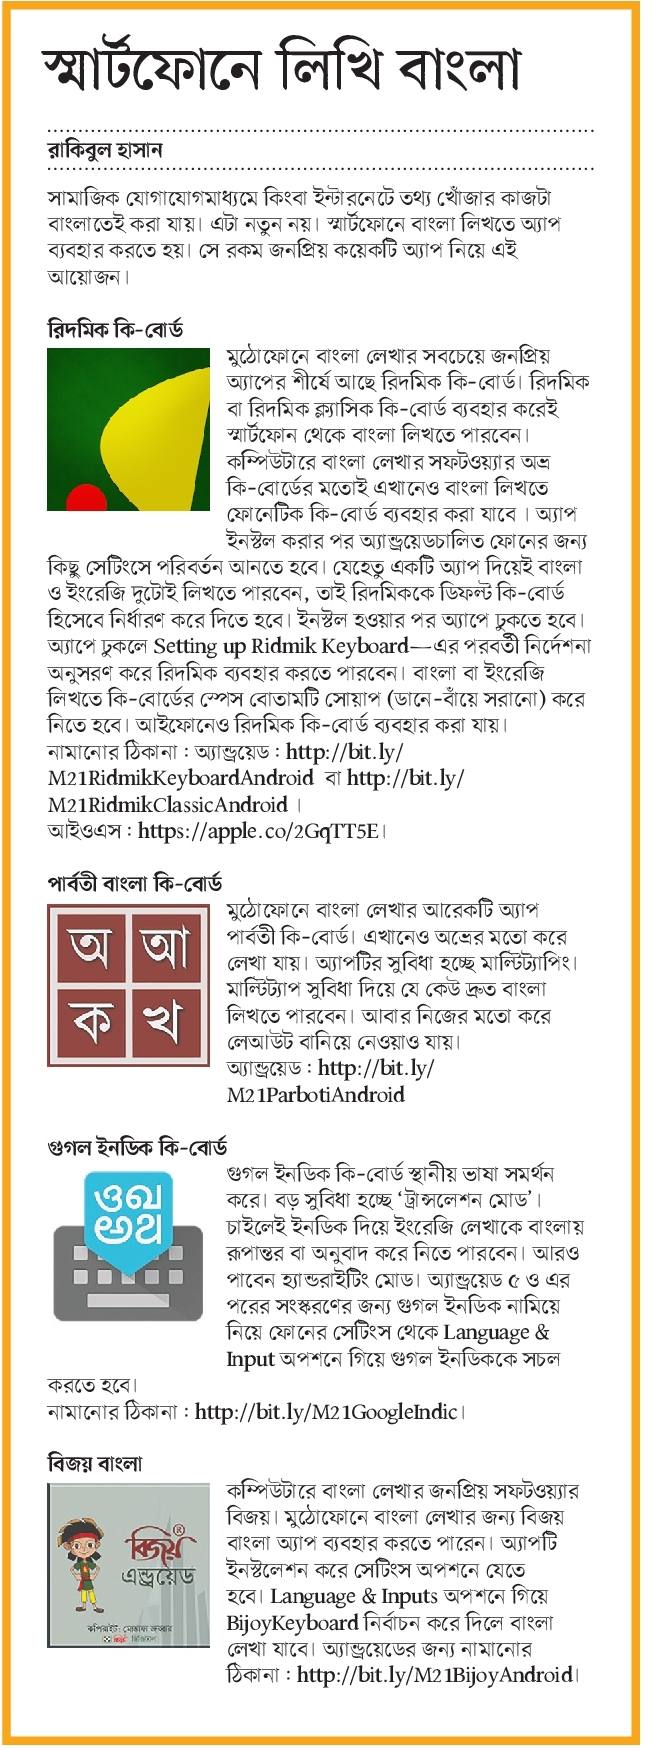 স্মার্টফোনে লিখি বাংলা
রাকিবুল হাসান
সামাজিক যোগাযোগমাধ্যমে কিংবা ইন্টারনেটে তথ্য খোঁজার কাজটা
বাংলাতেই করা যায়। এটা নতুন নয়। স্মার্টফোনে বাংলা লিখতে অ্যাপ
ব্যবহার করতে হয়। সে রকম জনপ্রিয় কয়েকটি অ্যাপ নিয়ে এই
আয়োজন।
রিদমিক কি-বোর্ড
মুঠোফোনে বাংলা লেখার সবচেয়ে জনপ্রিয়
অ্যাপের শীর্ষে আছে রিদমিক কি-বোর্ড। রিদমিক
বা রিদমিক ক্ল্যাসিক কি-বোর্ড ব্যবহার করেই
স্মার্টফোন থেকে বাংলা লিখতে পারবেন।
কম্পিউটারে বাংলা লেখার সফটওয়্যার অভ্র
কি-বোর্ডের মতোই এখানেও বাংলা লিখতে
ফোনেটিক কি-বোর্ড ব্যবহার করা যাবে । অ্যাপ
ইনস্টল করার পর অ্যান্ড্রয়েডচালিত ফোনের জন্য
কিছু সেটিংসে পরিবর্তন আনতে হবে। যেহেতু একটি অ্যাপ দিয়েই বাংলা
ও ইংরেজি দুটোই লিখতে পারবেন, তাই রিদমিককে ডিফল্ট কি-বোর্ড
হিসেবে নির্ধারণ করে দিতে হবে। ইনস্টল হওয়ার পর অ্যাপে ঢুকতে হবে।
অ্যাপে ঢুকলে Setting up Ridmik Keyboard—এর পরবর্তী নির্দেশনা
অনুসরণ করে রিদমিক ব্যবহার করতে পারবেন। বাংলা বা ইংরেজি
লিখতে কি-বোর্ডের স্পেস বোতামটি সোয়াপ (ডানে-বাঁয়ে সরানো) করে
নিতে হবে। আইফোনেও রিদমিক কি-বোর্ড ব্যবহার করা যায়।
নামানোর ঠিকানা : অ্যান্ড্রয়েড : http://bit.ly/
M21RidmikKeyboardAndroid বা http://bit.ly/
M21RidmikClassicAndroid ।
আইওএস : https://apple.co/2GqTT5E।
পার্বতী বাংলা কি-বোর্ড
অ আ
ক খ
মুঠোফোনে বাংলা লেখার আরেকটি অ্যাপ
পার্বতী কি-বোর্ড। এখানেও অভ্রের মতো করে
লেখা যায়। অ্যাপটির সুবিধা হচ্ছে মাল্টিট্যাপিং।
মাল্টিট্যাপ সুবিধা দিয়ে যে কেউ দ্রুত বাংলা
লিখতে পারবেন। আবার নিজের মতো করে
লেআউট বানিয়ে নেওয়াও যায়।
অ্যান্ড্রয়েড : http://bit.ly/
M21ParbotiAndroid
গুগল ইনডিক কি-বোর্ড
গুগল ইনডিক কি-বোর্ড স্থানীয় ভাষা সমর্থন
করে। বড় সুবিধা হচ্ছে ‘ট্রান্সলেশন মোড’।
চাইলেই ইনডিক দিয়ে ইংরেজি লেখাকে বাংলায়
রূপান্তর বা অনুবাদ করে নিতে পারবেন। আরও
পাবেন হ্যান্ডরাইটিং মোড। অ্যান্ড্রয়েড ৫ ও এর
পরের সংস্করণের জন্য গুগল ইনডিক নামিয়ে
নিয়ে ফোনের সেটিংস থেকে Language &
Input অপশনে গিয়ে গুগল ইনডিককে সচল
করতে হবে।
নামানোর ঠিকানা : http://bit.ly/M21GoogleIndic।
বিজয় বাংলা
বিজয়®
এন্ড্রয়েড
কপিরাইট: মোস্তাফা জব্বার
ডিজিটাল
কম্পিউটারে বাংলা লেখার জনপ্রিয় সফটওয়্যার
বিজয়। মুঠোফোনে বাংলা লেখার জন্য বিজয়
বাংলা অ্যাপ ব্যবহার করতে পারেন। অ্যাপটি
ইনস্টলেশন করে সেটিংস অপশনে যেতে
হবে। Language & Inputs অপশনে গিয়ে
BijoyKeyboard নির্বাচন করে দিলে বাংলা
লেখা যাবে। অ্যান্ড্রয়েডের জন্য নামানোর
ঠিকানা : http://bit.ly/M21BijoyAndroid।